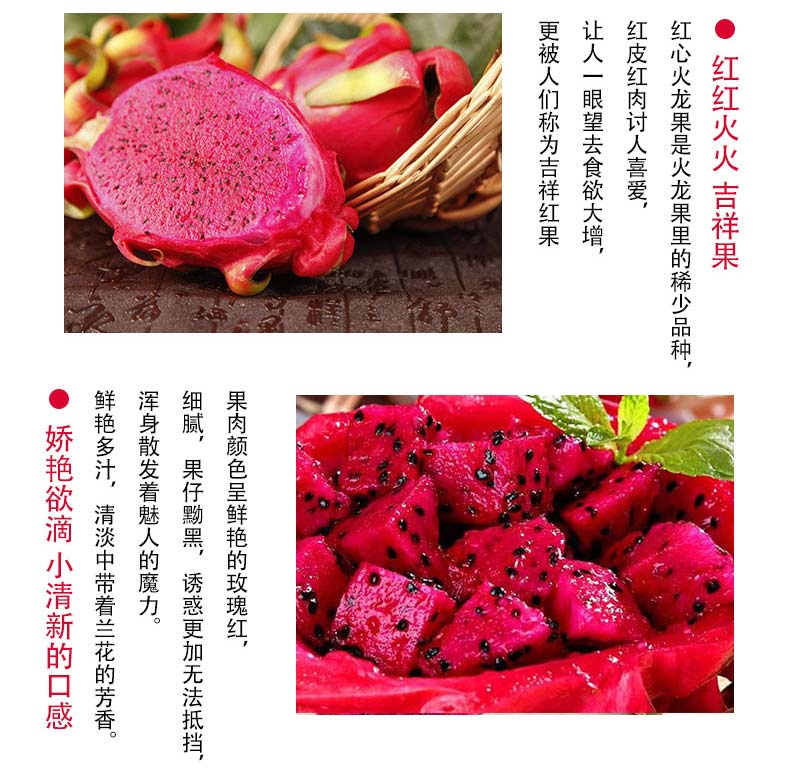 红红火火 吉祥果
红心火龙果是火龙果里的稀少品种，
红皮红肉讨人喜爱，
让人一眼望去食欲大增，
更被人们称为吉祥红果
娇艳欲滴 小清新的口感
果肉颜色呈鲜艳的玫瑰红，
细腻，果仔黝黑，诱惑更加无法抵挡，
浑身散发着魅人的魔力。
鲜艳多汁，清淡中带着兰花的芳香。